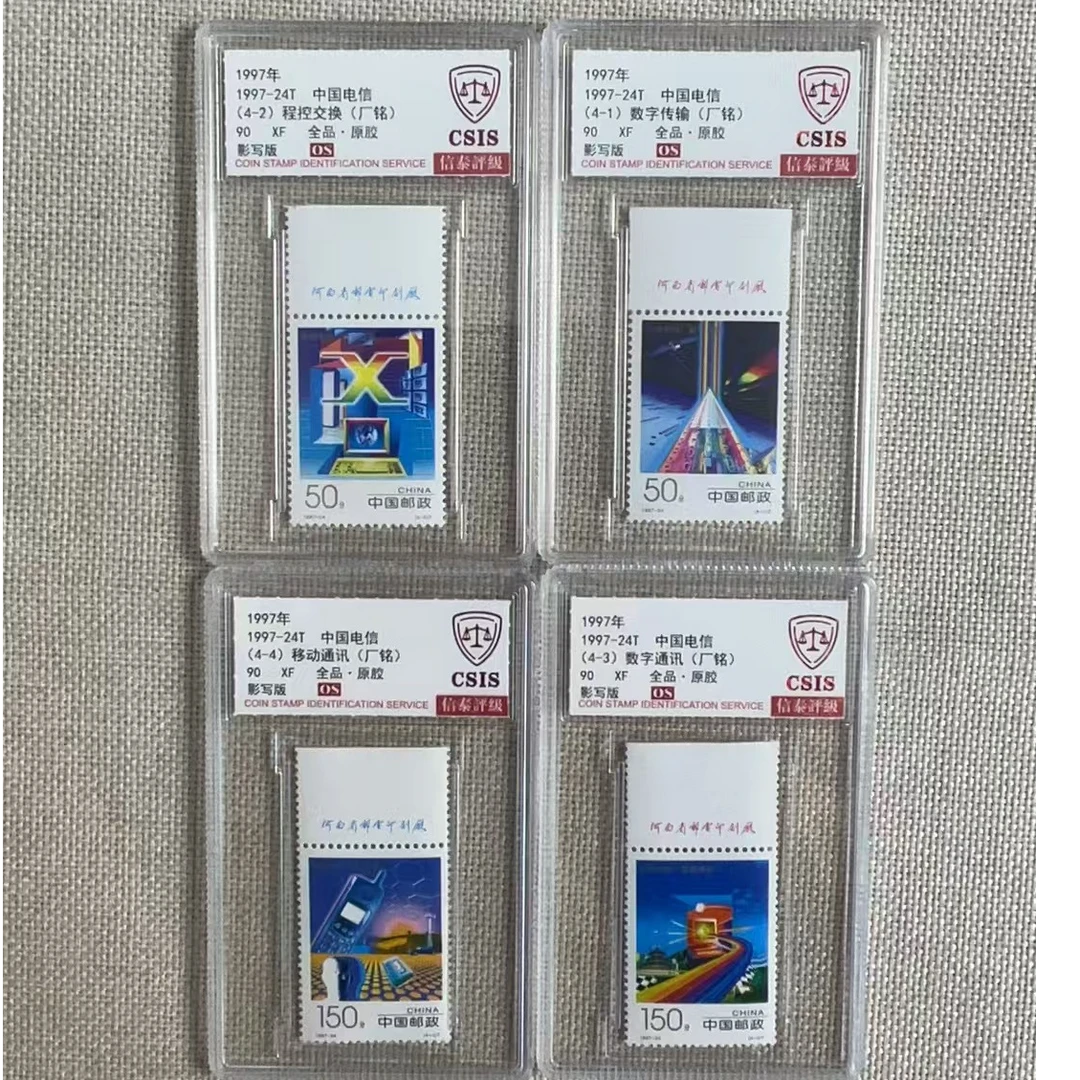 1997年
1997-24T 中国电信
(4-2) 程控交换（厂铭）
90 XF 全品·原胶
影写版 OS
COIN STAMP IDENTIFICATION SERVICE
CSIS
信泰評級
河南省邮电印刷厰
50分
CHINA
中国邮政
1997年
1997-24T 中国电信
(4-1) 数字传输（厂铭）
90 XF 全品·原胶
影写版 OS
COIN STAMP IDENTIFICATION SERVICE
CSIS
信泰評級
河南省邮电印刷厰
50分
CHINA
中国邮政
1997年
1997-24T 中国电信
(4-4) 移动通讯（厂铭）
90 XF 全品·原胶
影写版 OS
COIN STAMP IDENTIFICATION SERVICE
CSIS
信泰評級
河南省邮电印刷厰
150分
CHINA
中国邮政
1997年
1997-24T 中国电信
(4-3) 数字通讯（厂铭）
90 XF 全品·原胶
影写版 OS
COIN STAMP IDENTIFICATION SERVICE
CSIS
信泰評級
河南省邮电印刷厰
150分
CHINA
中国邮政